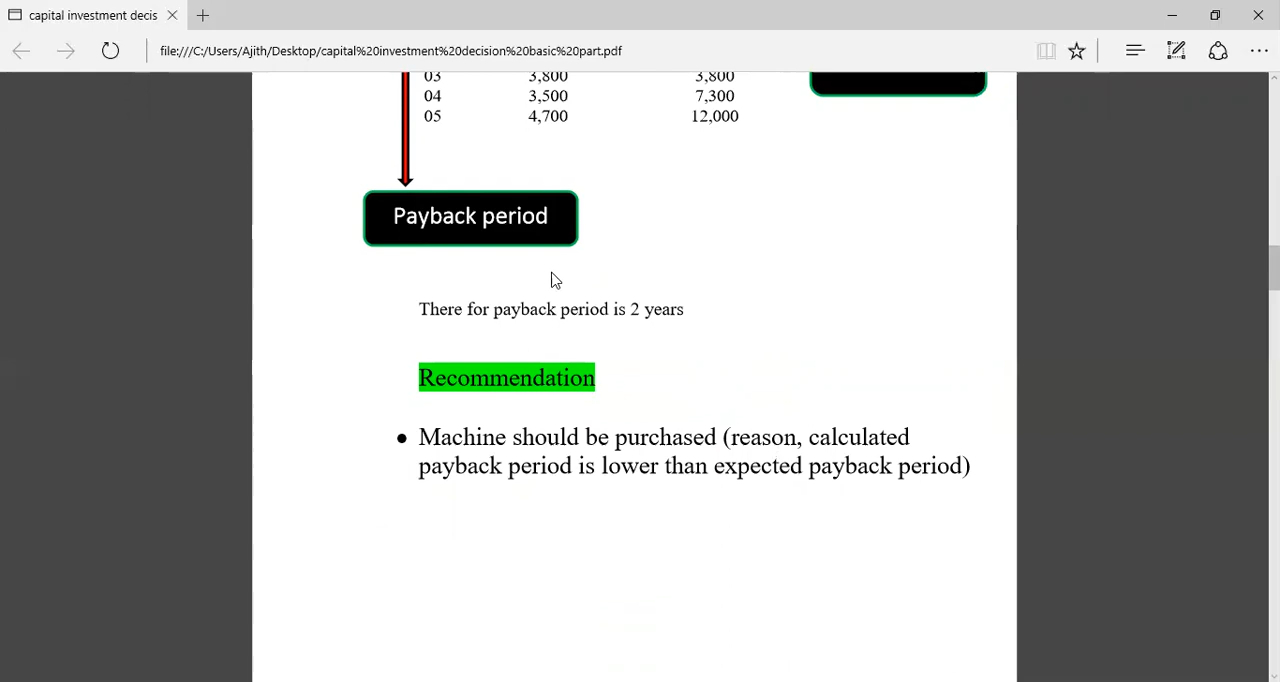 capital investment decis
file:///C:/Users/Ajith/Desktop/capital%20investment%20decision%20basic%20part.pdf
03 3,800 3,800
04 3,500 7,300
05 4,700 12,000
Payback period
There for payback period is 2 years
Recommendation
● Machine should be purchased (reason, calculated
payback period is lower than expected payback period)